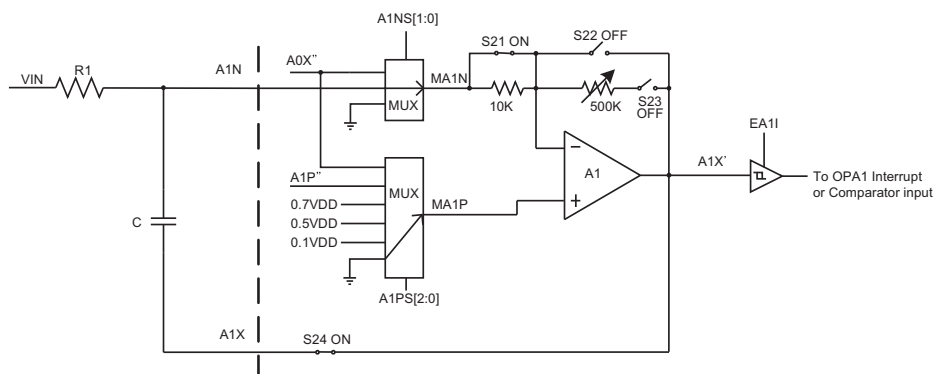 A1NS[1:0]
S21 ON
S22 OFF
VIN
R1
A1N
A0X"
MA1N
MUX
10K
500K
S23
OFF
EA1I
A1P"
MUX
0.7VDD
0.5VDD
0.1VDD
MA1P
A1
A1X'
To OPA1 Interrupt
or Comparator input
C
A1PS[2:0]
A1X
S24 ON